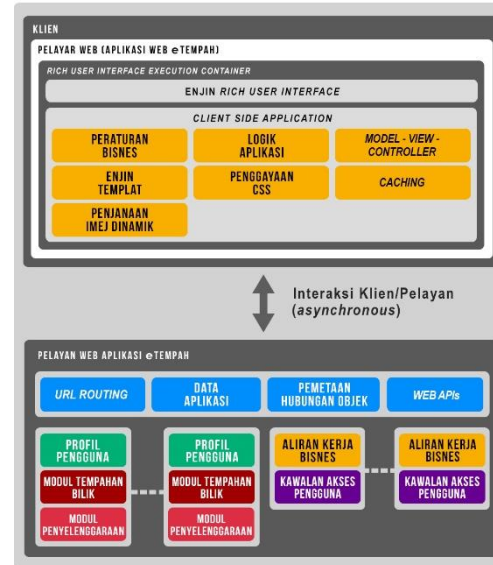 KLIEN
PELAYAR WEB (APLIKASI WEB eTEMPAH)
RICH USER INTERFACE EXECUTION CONTAINER
ENJIN RICH USER INTERFACE
CLIENT SIDE APPLICATION
PERATURAN
BISNES
LOGIK
APLIKASI
MODEL - VIEW -
CONTROLLER
ENJIN
TEMPLAT
PENGGAYAAN
CSS
CACHING
PENJANAAN
IMEJ DINAMIK
Interaksi Klien/Pelayan
(asynchronous)
PELAYAN WEB APLIKASI eTEMPAH
URL ROUTING
DATA
APLIKASI
PEMETAAN
HUBUNGAN OBJEK
WEB APIs
PROFIL
PENGGUNA
MODUL TEMPAHAN
BILIK
MODUL
PENYELENGGARAAN
PROFIL
PENGGUNA
MODUL TEMPAHAN
BILIK
MODUL
PENYELENGGARAAN
ALIRAN KERJA
BISNES
KAWALAN AKSES
PENGGUNA
ALIRAN KERJA
BISNES
KAWALAN AKSES
PENGGUNA